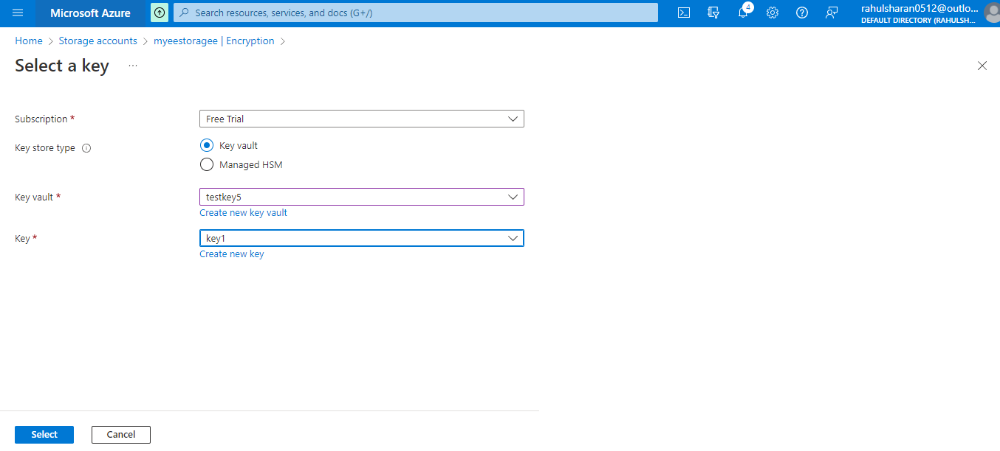 Microsoft Azure
Search resources, services, and docs (G+/)
4
rahulsharan0512@outlo...
DEFAULT DIRECTORY (RAHULSH...
Home > Storage accounts > myeestoragee | Encryption >
Select a key ...
Subscription *
Free Trial
Key store type
Key vault
Managed HSM
Key vault *
testkey5
Create new key vault
Key *
key1
Create new key
Select
Cancel